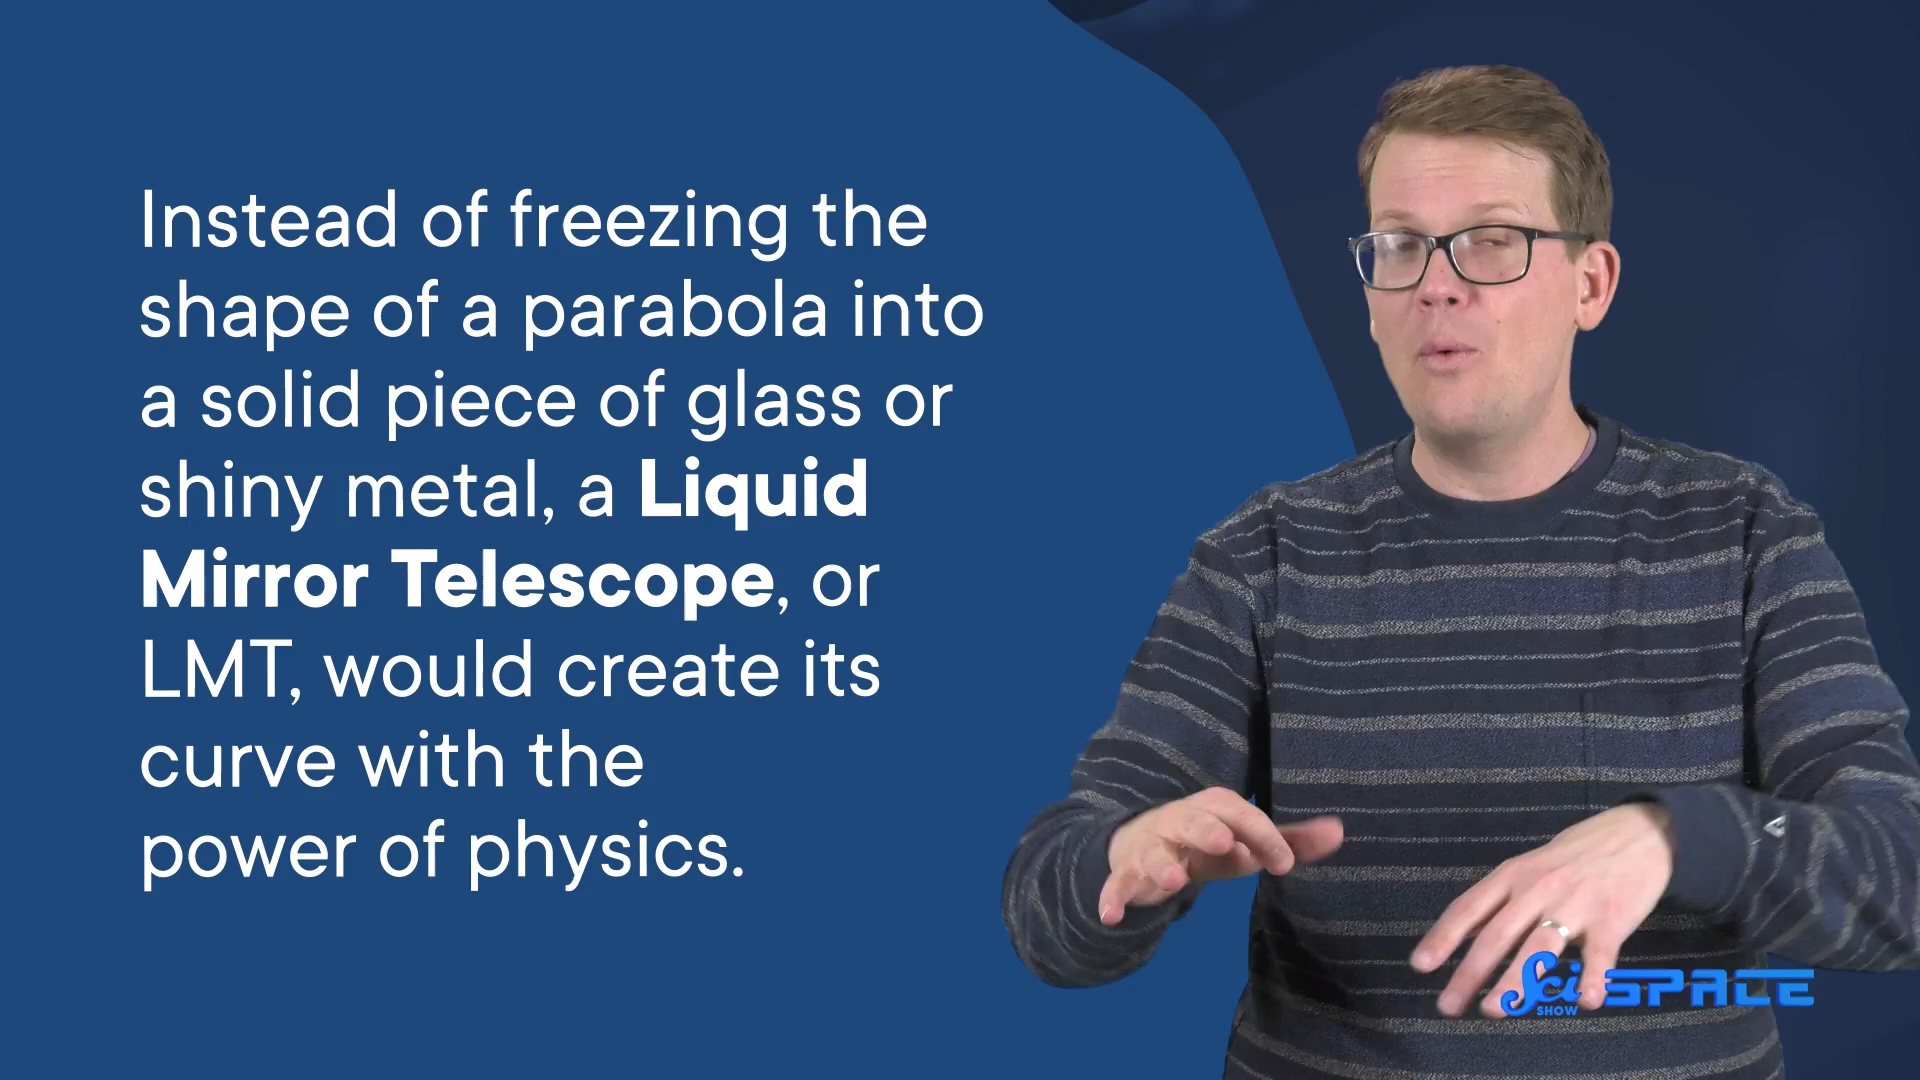 Instead of freezing the
shape of a parabola into
a solid piece of glass or
shiny metal, a Liquid
Mirror Telescope, or
LMT, would create its
curve with the
power of physics.
Sci SHOW SPACE